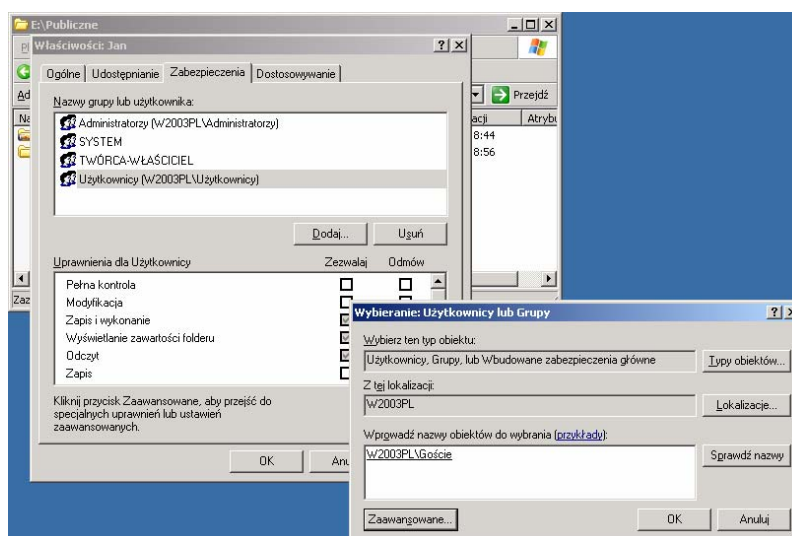 E:\Publiczne
Właściwości: Jan
Ogólne Udostępnianie Zabezpieczenia Dostosowywanie
Przejdź
Nazwy grupy lub użytkownika:
acji Atrybu
Administratorzy (W2003PL\Administratorzy)
8:44
SYSTEM
8:56
TWÓRCA-WŁAŚCICIEL
Użytkownicy (W2003PL\Użytkownicy)
Dodaj... Usuń
Uprawnienia dla Użytkownicy Zezwalaj Odmów
Pełna kontrola
Modyfikacja
Zapis i wykonanie
Wyświetlanie zawartości folderu
Odczyt
Zapis
Kliknij przycisk Zaawansowane, aby przejść do
specjalnych uprawnień lub ustawień
zaawansowanych.
OK Anu
Wybieranie: Użytkownicy lub Grupy
Wybierz ten typ obiektu:
Użytkownicy, Grupy, lub Wbudowane zabezpieczenia główne Typy obiektów...
Z tej lokalizacji:
W2003PL Lokalizacje...
Wprowadź nazwy obiektów do wybrania (przykłady):
W2003PL\Goście Sprawdź nazwy
Zaawansowane... OK Anuluj